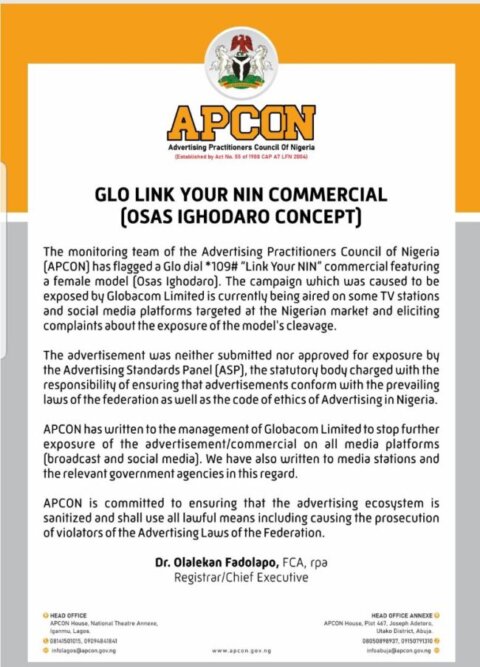 APCON
Advertising Practitioners Council Of Nigeria
(Established by Act No. 55 of 1988 CAP A7 LFN 2004)
GLO LINK YOUR NIN COMMERCIAL
(OSAS IGHODARO CONCEPT)
The monitoring team of the Advertising Practitioners Council of Nigeria
(APCON) has flagged a Glo dial *109# "Link Your NIN" commercial featuring
a female model (Osas Ighodaro). The campaign which was caused to be
exposed by Globacom Limited is currently being aired on some TV stations
and social media platforms targeted at the Nigerian market and eliciting
complaints about the exposure of the model's cleavage.
The advertisement was neither submitted nor approved for exposure by
the Advertising Standards Panel (ASP), the statutory body charged with the
responsibility of ensuring that advertisements conform with the prevailing
laws of the federation as well as the code of ethics of Advertising in Nigeria.
APCON has written to the management of Globacom Limited to stop further
exposure of the advertisement/commercial on all media platforms
(broadcast and social media). We have also written to media stations and
the relevant government agencies in this regard.
APCON is committed to ensuring that the advertising ecosystem is
sanitized and shall use all lawful means including causing the prosecution
of violators of the Advertising Laws of the Federation.
Dr. Olalekan Fadolapo, FCA, rpa
Registrar/Chief Executive
HEAD OFFICE
APCON House, National Theatre Annexe,
Iganmu, Lagos.
08141501015, 09094841841
infolagos@apcon.gov.ng
www.apcon.gov.ng
HEAD OFFICE ANNEXE
APCON House, Plot 467, Joseph Adetoro,
Utako District, Abuja.
08050898937, 09150791310
infoabuja@apcon.gov.ng